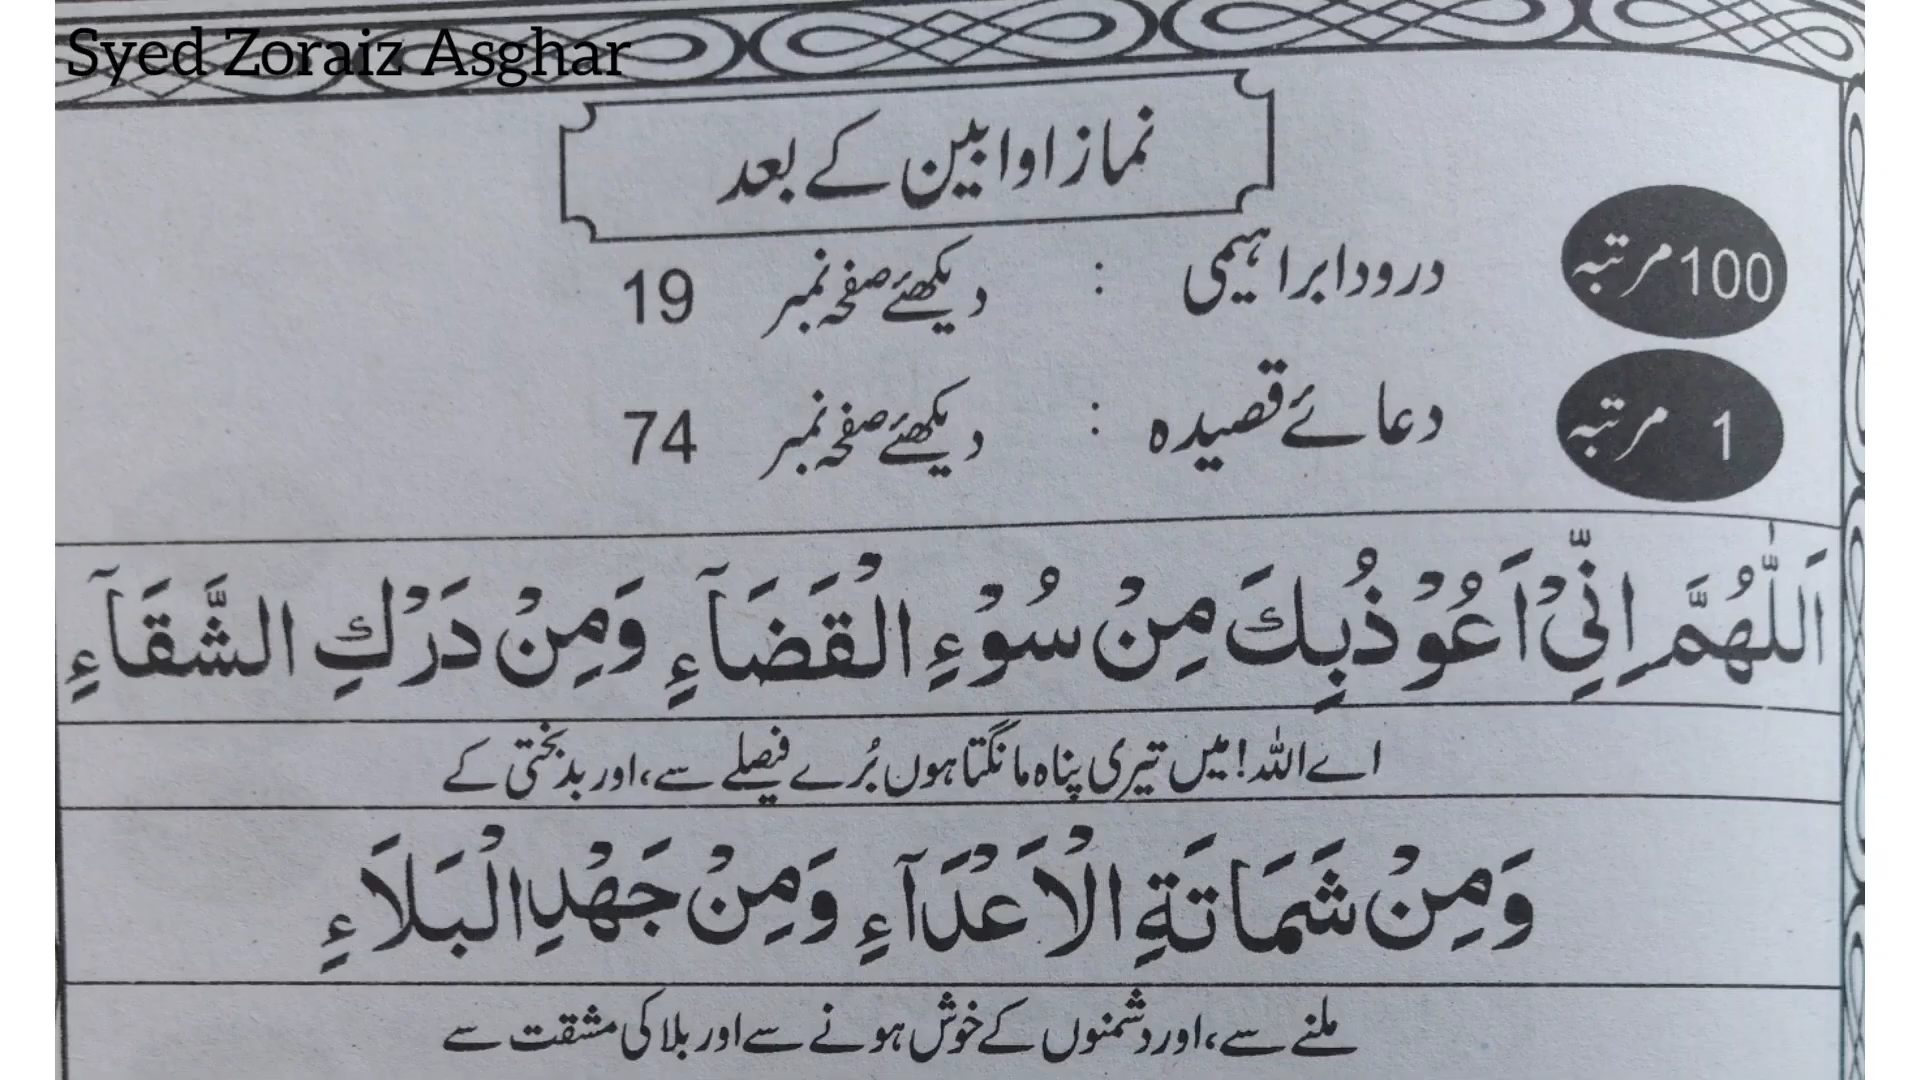 Syed Zoraiz Asghar
نماز اوابین کے بعد
100 مرتبہ درود ابراہیمی : دیکھئے صفحہ نمبر 19
1 مرتبہ دعائے قصیدہ : دیکھئے صفحہ نمبر 74
اَللّٰهُمَّ اِنِّیْ اَعُوْذُبِكَ مِنْ سُوْءِ الْقَضَآءِ وَمِنْ دَرْكِ الشَّقَآءِ
اے اللہ! میں تیری پناہ مانگتا ہوں بُرے فیصلے سے، اور بدبختی کے
وَمِنْ شَمَاتَةِ الْاَعْدَآءِ وَمِنْ جَهْدِ الْبَلَاءِ
ملنے سے، اور دشمنوں کے خوش ہونے سے اور بلا کی مشقت سے